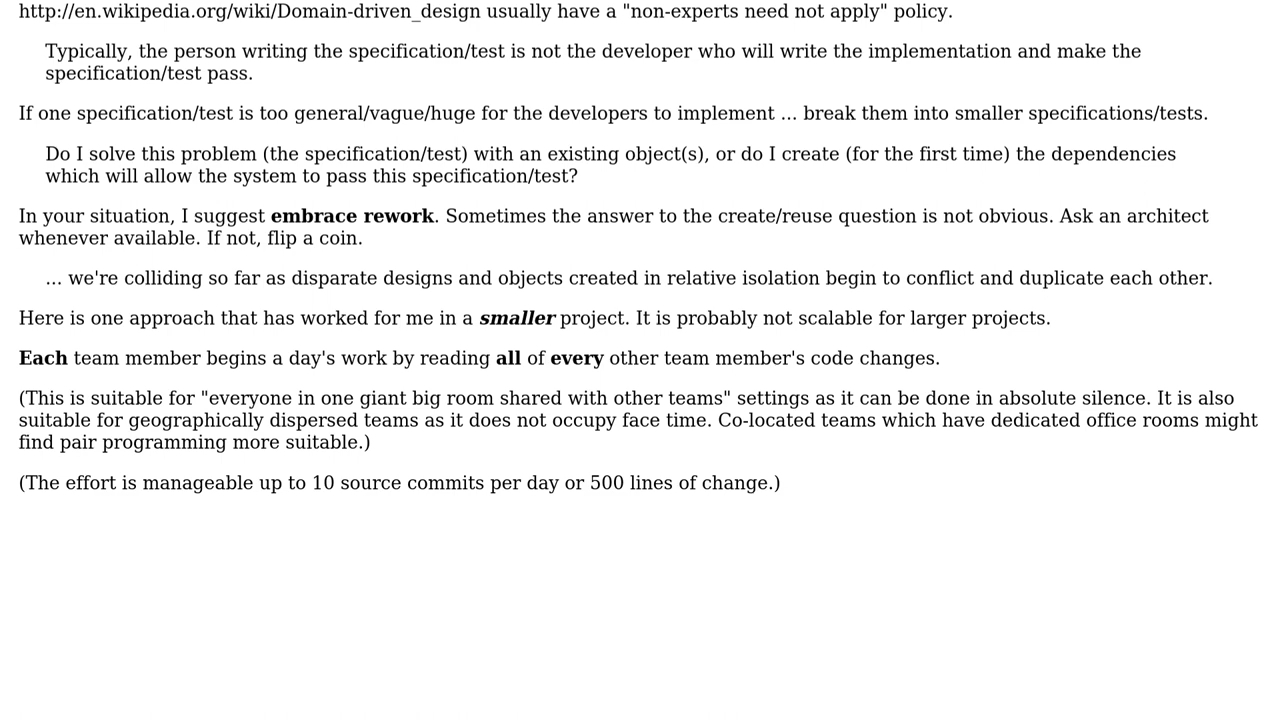 http://en.wikipedia.org/wiki/Domain-driven_design usually have a "non-experts need not apply" policy.
Typically, the person writing the specification/test is not the developer who will write the implementation and make the
specification/test pass.
If one specification/test is too general/vague/huge for the developers to implement ... break them into smaller specifications/tests.
Do I solve this problem (the specification/test) with an existing object(s), or do I create (for the first time) the dependencies
which will allow the system to pass this specification/test?
In your situation, I suggest embrace rework. Sometimes the answer to the create/reuse question is not obvious. Ask an architect
whenever available. If not, flip a coin.
... we're colliding so far as disparate designs and objects created in relative isolation begin to conflict and duplicate each other.
Here is one approach that has worked for me in a smaller project. It is probably not scalable for larger projects.
Each team member begins a day's work by reading all of every other team member's code changes.
(This is suitable for "everyone in one giant big room shared with other teams" settings as it can be done in absolute silence. It is also
suitable for geographically dispersed teams as it does not occupy face time. Co-located teams which have dedicated office rooms might
find pair programming more suitable.)
(The effort is manageable up to 10 source commits per day or 500 lines of change.)